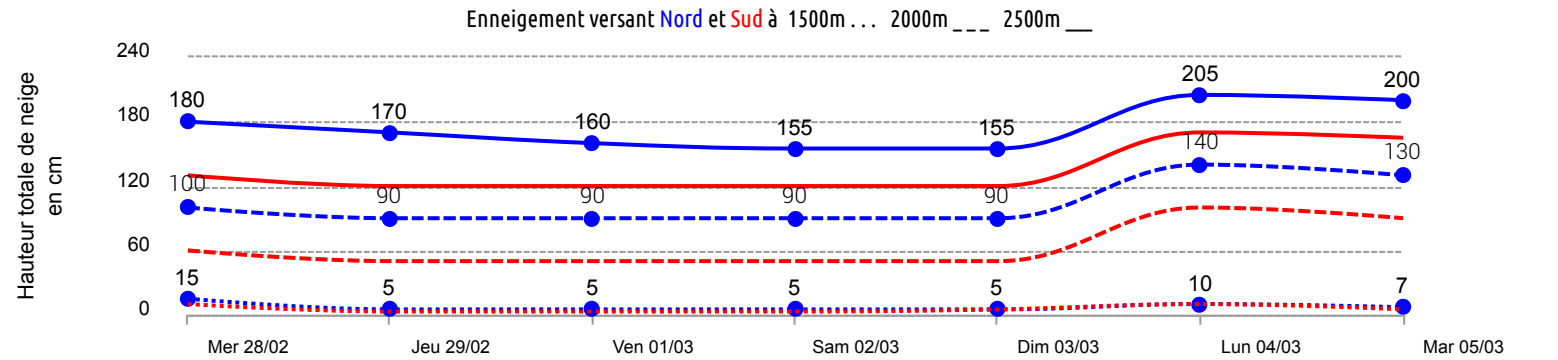 Enneigement versant Nord et Sud à 1500m . . . 2000m _ _ _ 2500m __
Hauteur totale de neige
en cm
240
180
120
60
0
180
170
160
155
155
205
200
100
90
90
90
90
140
130
15
5
5
5
5
10
7
Mer 28/02
Jeu 29/02
Ven 01/03
Sam 02/03
Dim 03/03
Lun 04/03
Mar 05/03